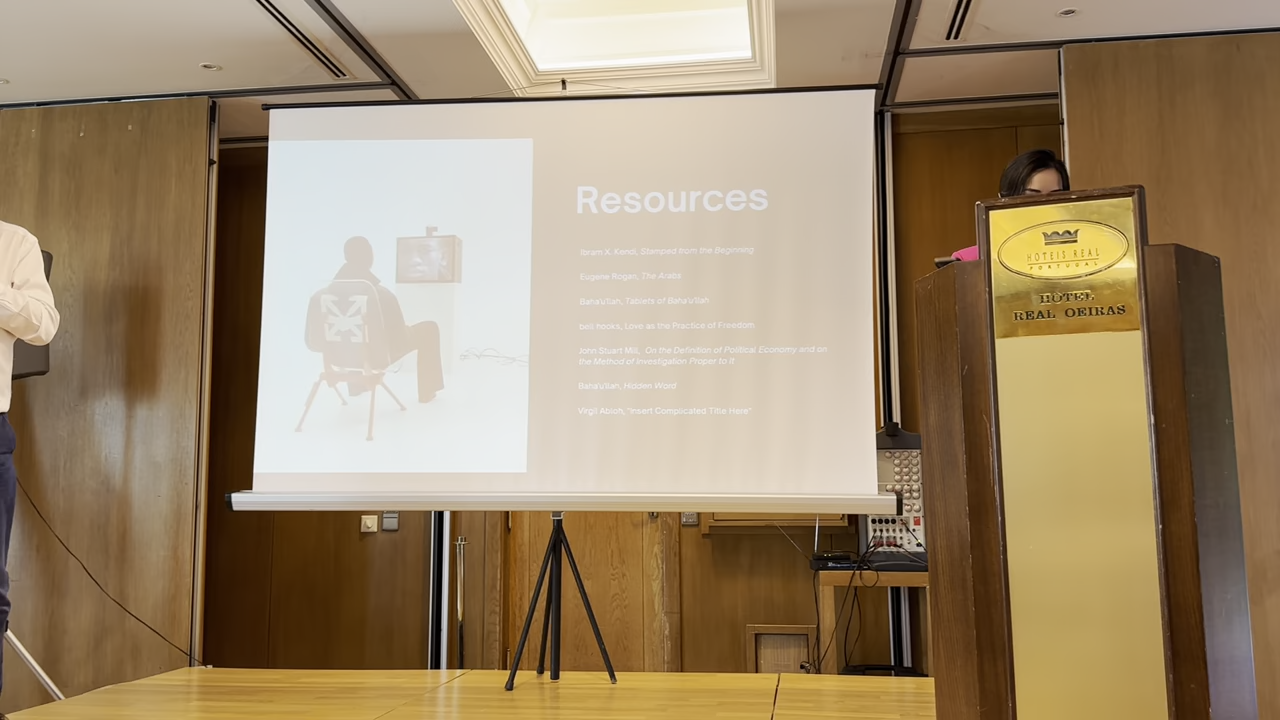 Resources
Ibram X. Kendi, Stamped from the Beginning
Eugene Rogan, The Arabs
Baha'u'llah, Tablets of Baha'u'llah
bell hooks, Love as the Practice of Freedom
John Stuart Mill, On the Definition of Political Economy and on
the Method of Investigation Proper to it
Baha'u'llah, Hidden Word
Virgil Abloh, "Insert Complicated Title Here"
HOTEIS REAL
PORTUGAL
HOTEL
REAL OEIRAS